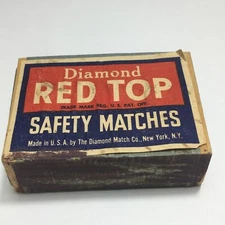 Diamond
RED TOP
TRADE MARK REG. U.S. PAT. OFF.
SAFETY MATCHES
Made in U.S.A. by The Diamond Match Co., New York, N.Y.